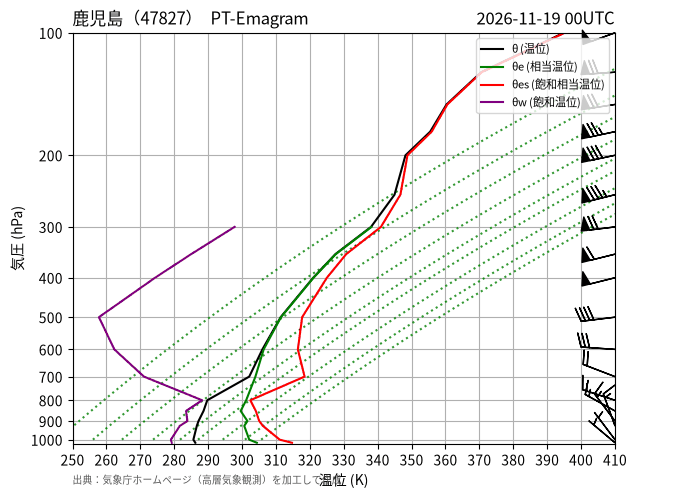 鹿児島（47827） PT-Emagram
2026-11-19 00UTC
100
200
300
400
500
600
700
800
900
1000
気圧 (hPa)
θ (温位)
θe (相当温位)
θes (飽和相当温位)
θw (飽和温位)
250 260 270 280 290 300 310 320 330 340 350 360 370 380 390 400 410
温位 (K)
出典：気象庁ホームページ（高層気象観測）を加工して